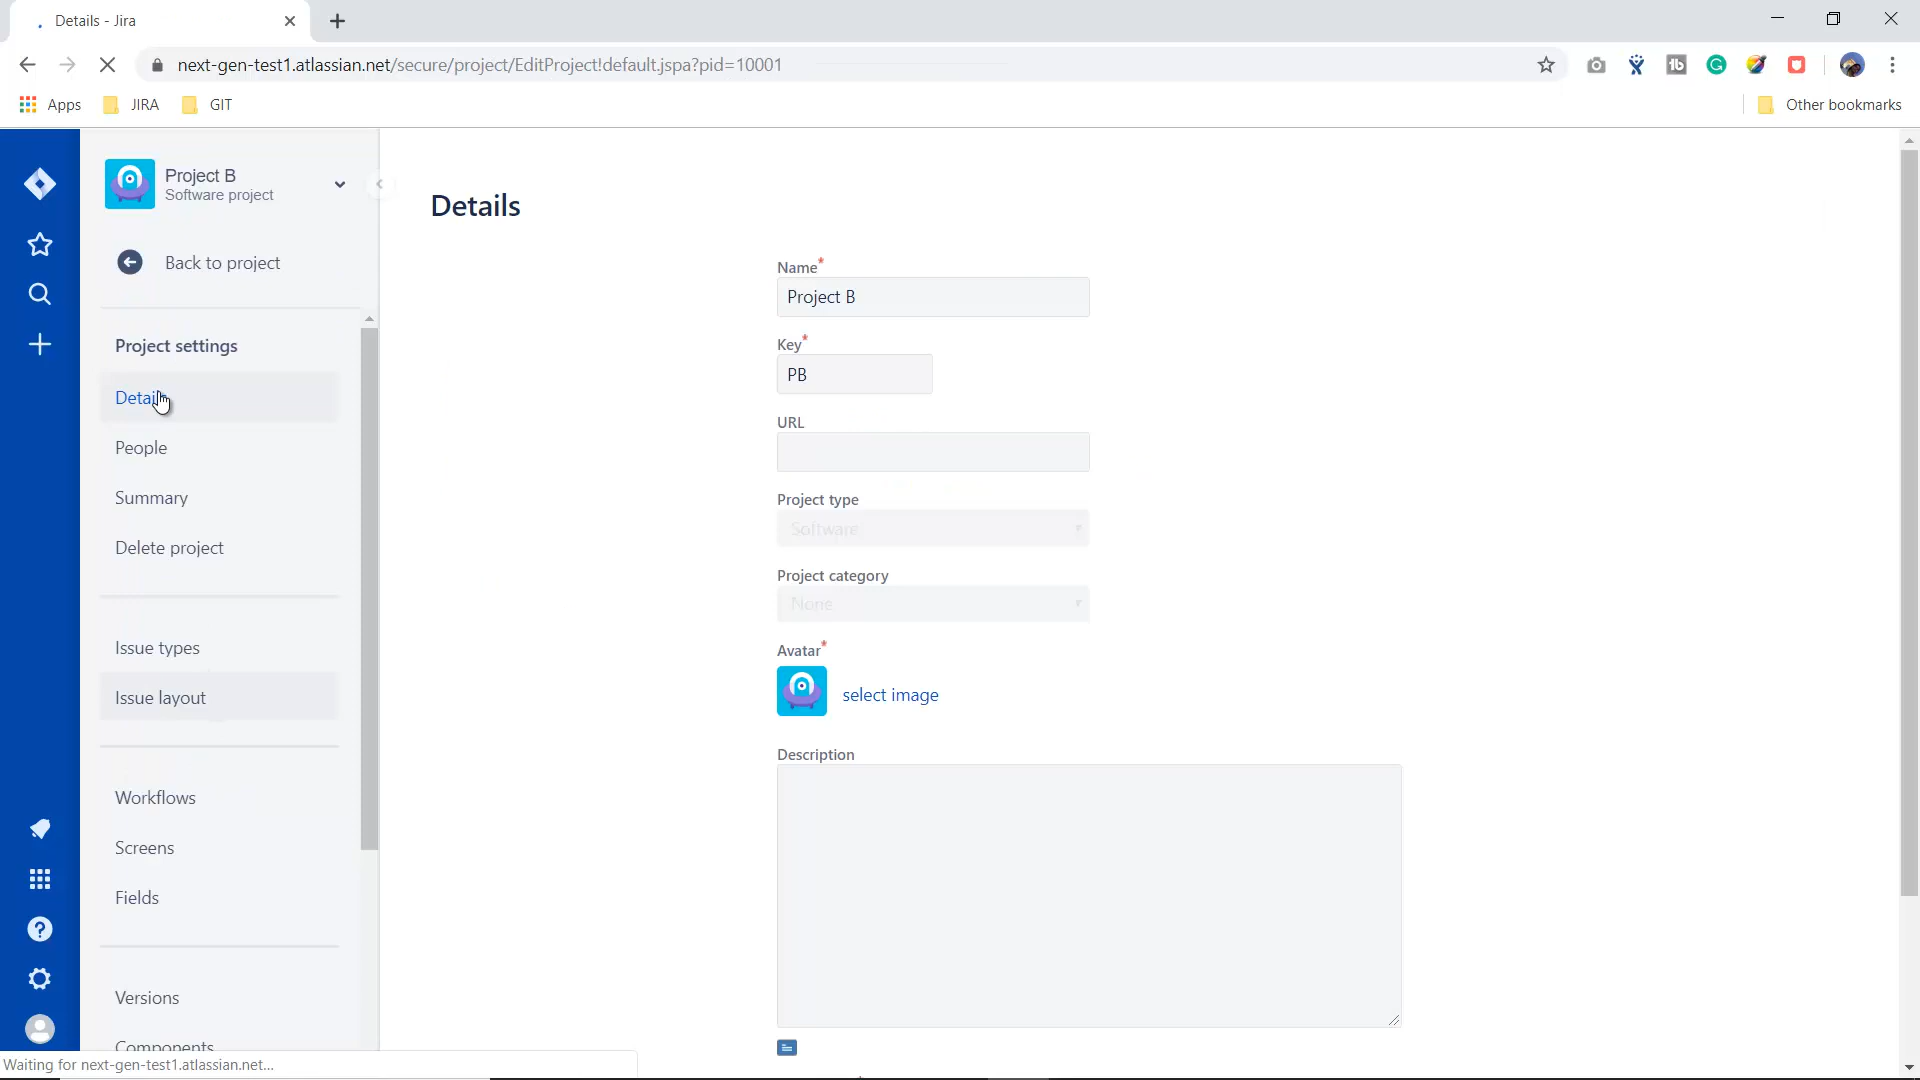 Details - Jira
next-gen-test1.atlassian.net/secure/project/EditProject!default.jspa?pid=10001
Apps
JIRA
GIT
Other bookmarks
Project B
Software project
Back to project
Project settings
Details
People
Summary
Delete project
Issue types
Issue layout
Workflows
Screens
Fields
Versions
Components
Waiting for next-gen-test1.atlassian.net...
Details
Name*
Project B
Key*
PB
URL
Project type
Software
Project category
None
Avatar*
select image
Description